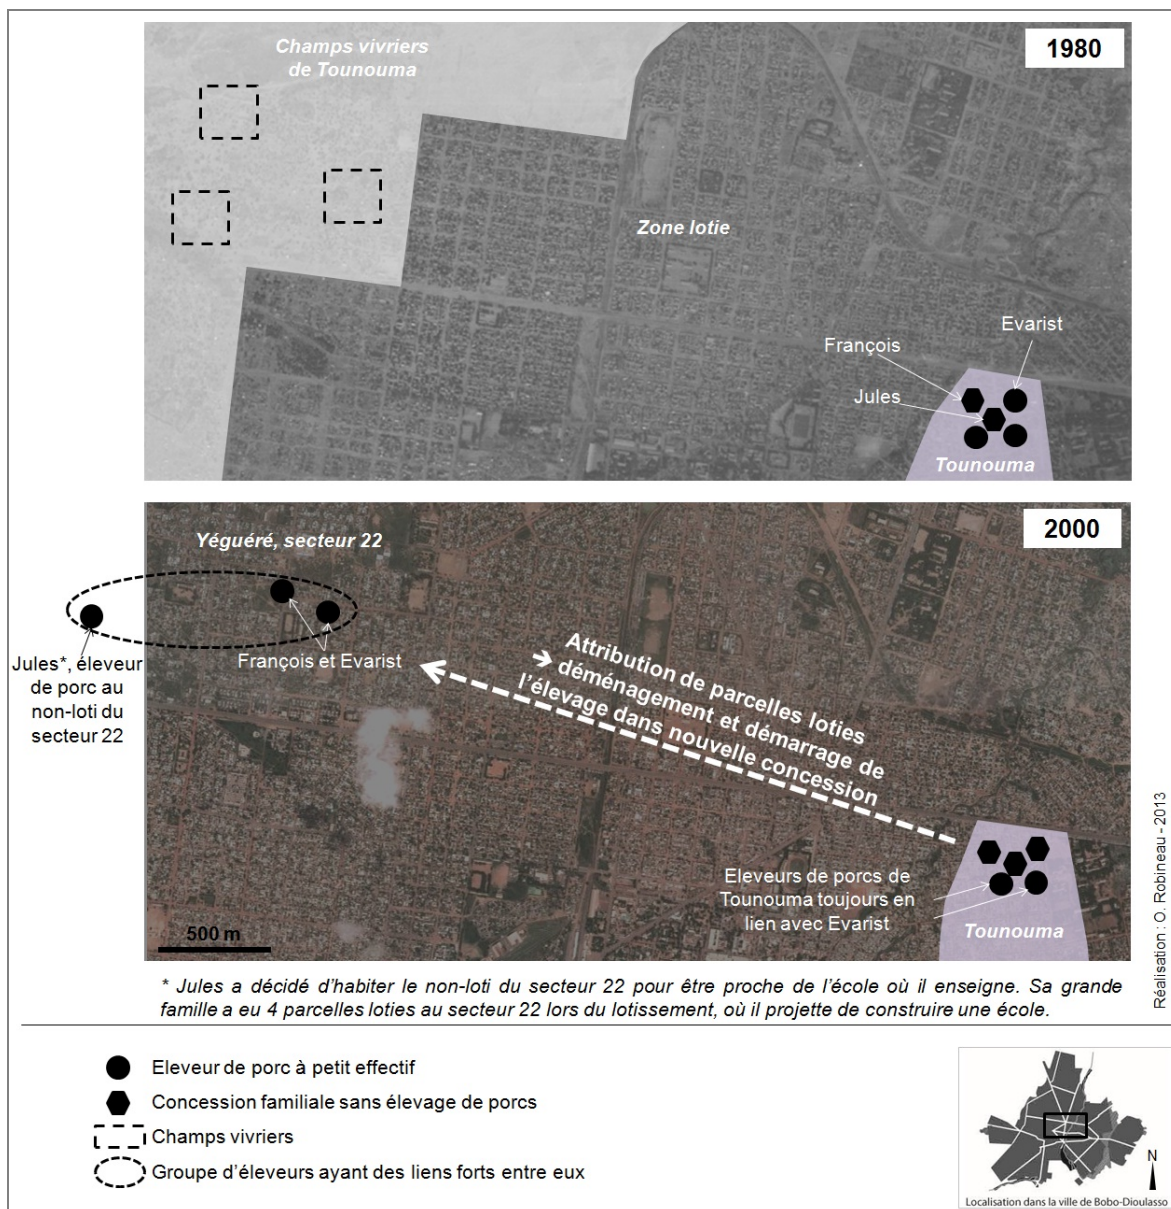 Champs vivriers
de Tounouma
1980
Zone lotie
Evarist
François
Jules
Tounouma
Yéguéré, secteur 22
2000
Jules*, éleveur
de porc au
non-loti du
secteur 22
François et Evarist
Attribution de parcelles loties
déménagement et démarrage de
l'élevage dans nouvelle concession
Eleveurs de porcs de
Tounouma toujours en
lien avec Evarist
Tounouma
500 m
Réalisation : O. Robineau - 2013
* Jules a décidé d'habiter le non-loti du secteur 22 pour être proche de l'école où il enseigne. Sa grande
famille a eu 4 parcelles loties au secteur 22 lors du lotissement, où il projette de construire une école.
Eleveur de porc à petit effectif
Concession familiale sans élevage de porcs
Champs vivriers
Groupe d'éleveurs ayant des liens forts entre eux
N
Localisation dans la ville de Bobo-Dioulasso